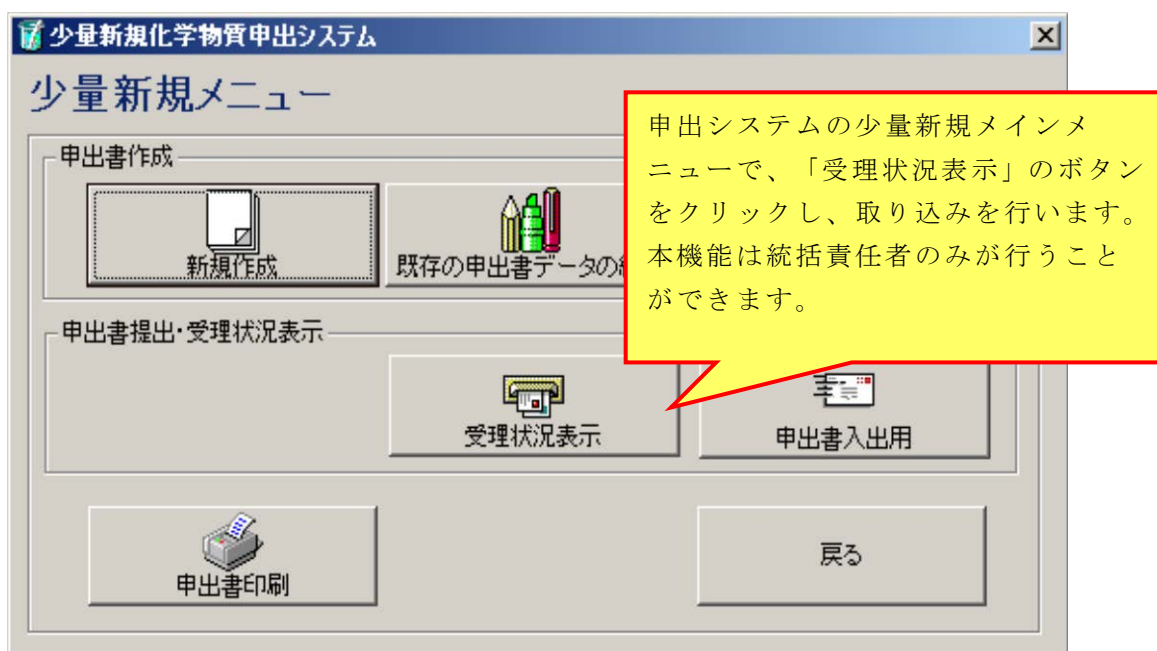 少量新規化学物質申出システム
少量新規メニュー
申出システムの少量新規メインメ
ニューで、「受理状況表示」のボタン
をクリックし、取り込みを行います。
本機能は統括責任者のみが行うこと
ができます。
申出書作成
新規作成
既存の申出書データの
申出書提出・受理状況表示
受理状況表示
申出書入出用
申出書印刷
戻る